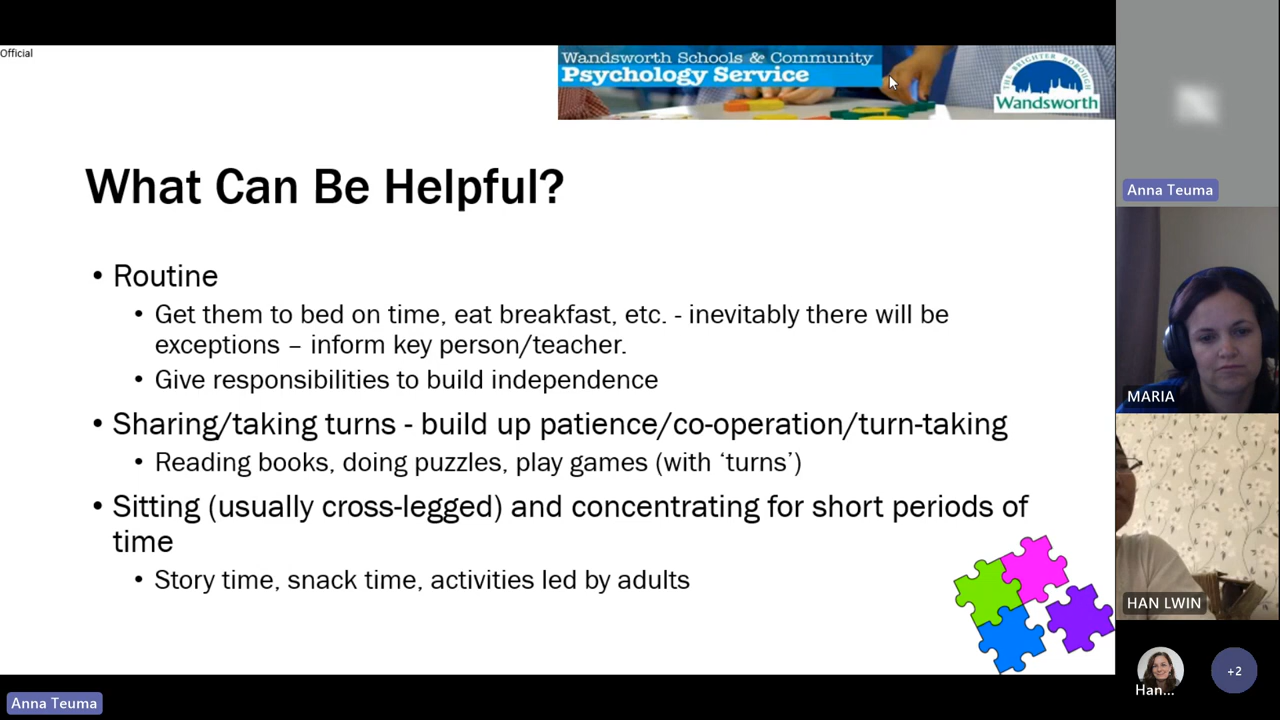 Official
Wandsworth Schools & Community
Psychology Service
THE BRIGHTER BOROUGH
Wandsworth
What Can Be Helpful?
• Routine
• Get them to bed on time, eat breakfast, etc. - inevitably there will be
exceptions – inform key person/teacher.
• Give responsibilities to build independence
• Sharing/taking turns - build up patience/co-operation/turn-taking
• Reading books, doing puzzles, play games (with ‘turns’)
• Sitting (usually cross-legged) and concentrating for short periods of
time
• Story time, snack time, activities led by adults
Anna Teuma
Anna Teuma
MARIA
HAN LWIN
Han...
+2